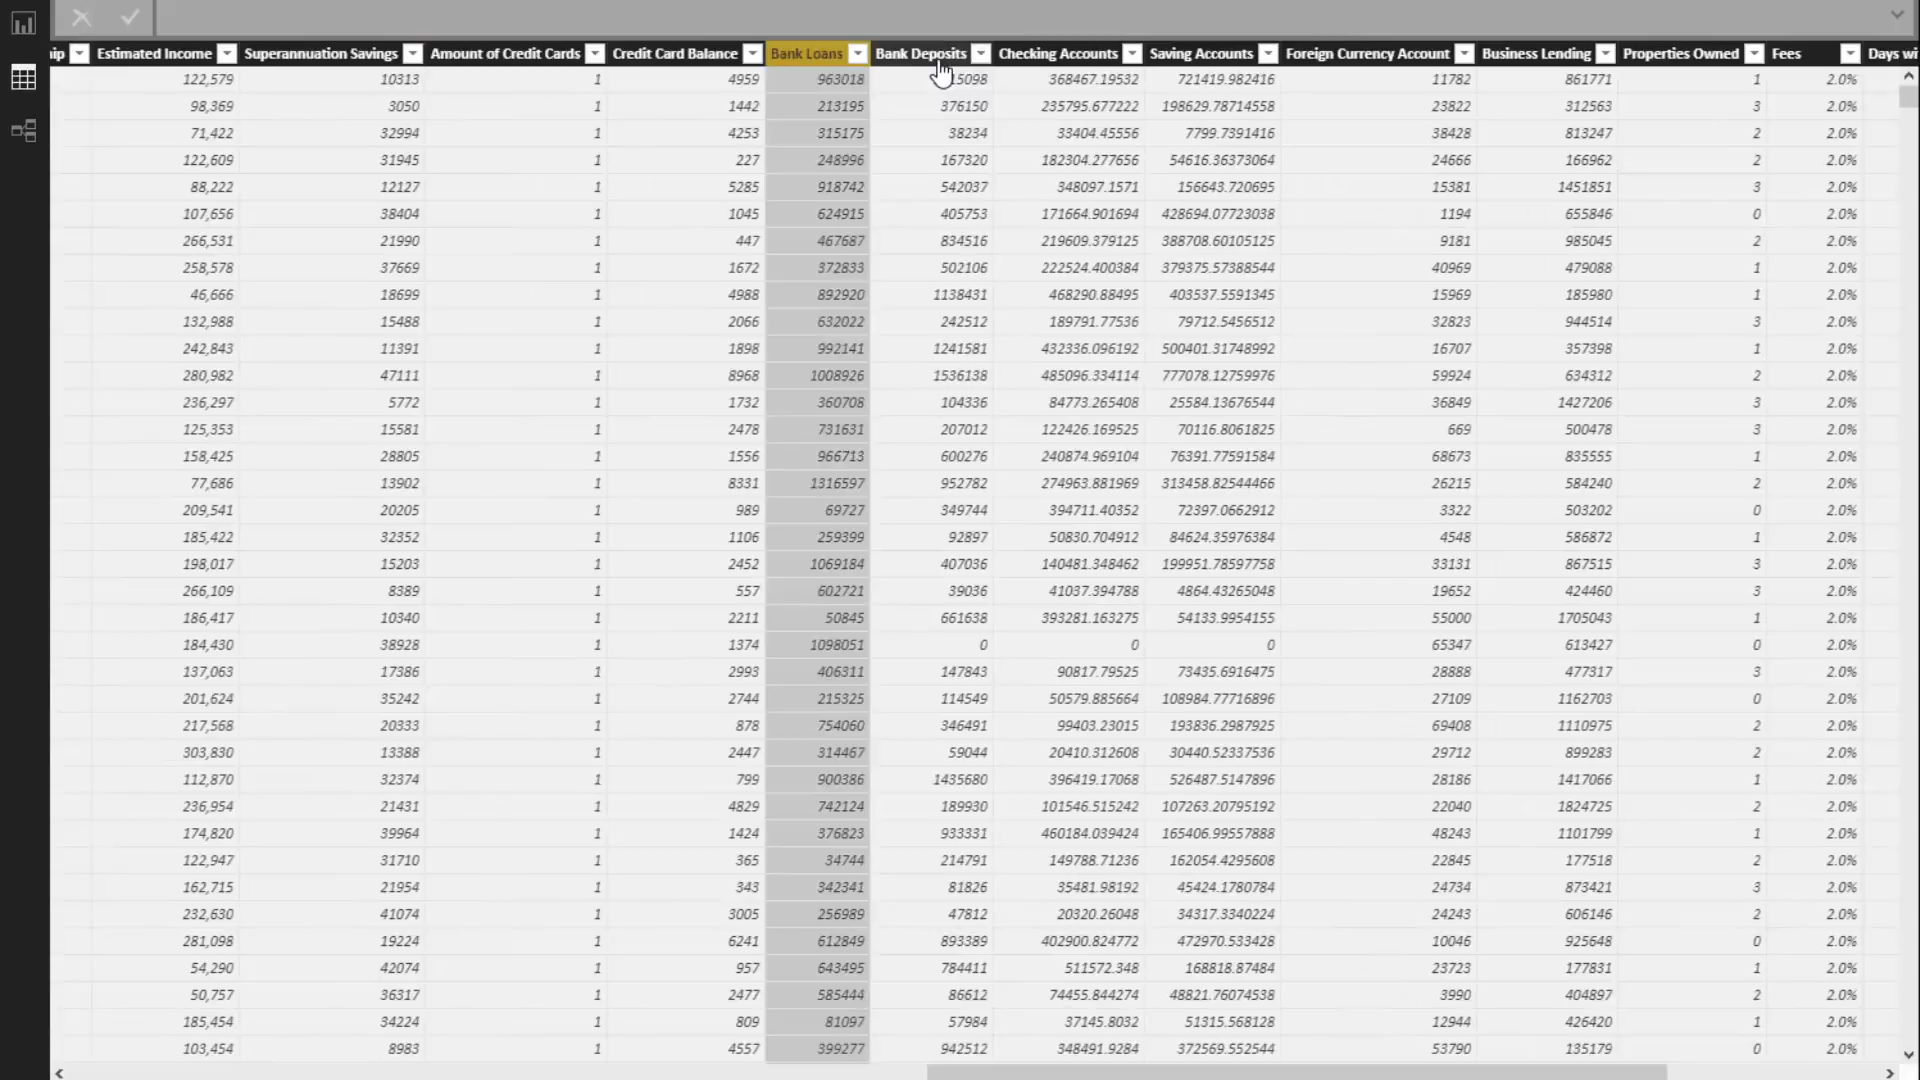 ip Estimated Income Superannuation Savings Amount of Credit Cards Credit Card Balance Bank Loans Bank Deposits Checking Accounts Saving Accounts Foreign Currency Account Business Lending Properties Owned Fees Days wi
122,579 10313 1 4959 963018 5098 368467.19532 721419.982416 11782 861771 1 2.0%
98,369 3050 1 1442 213195 376150 235795.677222 198629.78714558 23822 312563 3 2.0%
71,422 32994 1 4253 315175 38234 33404.45556 7799.7391416 38428 813247 2 2.0%
122,609 31945 1 227 248996 167320 182304.277656 54616.36373064 24666 166962 2 2.0%
88,222 12127 1 5285 918742 542037 348097.1571 156643.720695 15381 1451851 3 2.0%
107,656 38404 1 1045 624915 405753 171664.901694 428694.07723038 1194 655846 0 2.0%
266,531 21990 1 447 467687 834516 219609.379125 388708.60105125 9181 985045 2 2.0%
258,578 37669 1 1672 372833 502106 222524.400384 379375.57388544 40969 479088 1 2.0%
46,666 18699 1 4988 892920 1138431 468290.88495 403537.5591345 15969 185980 1 2.0%
132,988 15488 1 2066 632022 242512 189791.77536 79712.5456512 32823 944514 3 2.0%
242,843 11391 1 1898 992141 1241581 432336.096192 500401.31748992 16707 357398 1 2.0%
280,982 47111 1 8968 1008926 1536138 485096.334114 777078.12759976 59924 634312 2 2.0%
236,297 5772 1 1732 360708 104336 84773.265408 25584.13676544 36849 1427206 3 2.0%
125,353 15581 1 2478 731631 207012 122426.169525 70116.8061825 669 500478 3 2.0%
158,425 28805 1 1556 966713 600276 240874.969104 76391.77591584 68673 835555 1 2.0%
77,686 13902 1 8331 1316597 952782 274963.881969 313458.82544466 26215 584240 2 2.0%
209,541 20205 1 989 69727 349744 394711.40352 72397.0662912 3322 503202 0 2.0%
185,422 32352 1 1106 259399 92897 50830.704912 84624.35976384 4548 586872 1 2.0%
198,017 15203 1 2452 1069184 407036 140481.348462 199951.78597758 33131 867515 3 2.0%
266,109 8389 1 557 602721 39036 41037.394788 4864.43265048 19652 424460 3 2.0%
186,417 10340 1 2211 50845 661638 393281.163275 54133.9954155 55000 1705043 1 2.0%
184,430 38928 1 1374 1098051 0 0 0 65347 613427 0 2.0%
137,063 17386 1 2993 406311 147843 90817.79525 73435.6916475 28888 477317 3 2.0%
201,624 35242 1 2744 215325 114549 50579.885664 108984.77716896 27109 1162703 0 2.0%
217,568 20333 1 878 754060 346491 99403.23015 193836.2987925 69408 1110975 2 2.0%
303,830 13388 1 2447 314467 59044 20410.312608 30440.52337536 29712 899283 2 2.0%
112,870 32374 1 799 900386 1435680 396419.17068 526487.5147896 28186 1417066 1 2.0%
236,954 21431 1 4829 742124 189930 101546.515242 107263.20795192 22040 1824725 2 2.0%
174,820 39964 1 1424 376823 933331 460184.039424 165406.99557888 48243 1101799 1 2.0%
122,947 31710 1 365 34744 214791 149788.71236 162054.4295608 22845 177518 2 2.0%
162,715 21954 1 343 342341 81826 35481.98192 45424.1780784 24734 873421 3 2.0%
232,630 41074 1 3005 256989 47812 20320.26048 34317.3340224 24243 606146 2 2.0%
281,098 19224 1 6241 612849 893389 402900.824772 472970.533428 10046 925648 0 2.0%
54,290 42074 1 957 643495 784411 511572.348 168818.87484 23723 177831 1 2.0%
50,757 36317 1 2477 585444 86612 74455.844274 48821.76074538 3990 404897 2 2.0%
185,454 34224 1 809 81097 57984 37145.8032 51315.568128 12944 426420 1 2.0%
103,454 8983 1 4557 399277 942512 348491.9284 372569.552544 53790 135179 0 2.0%